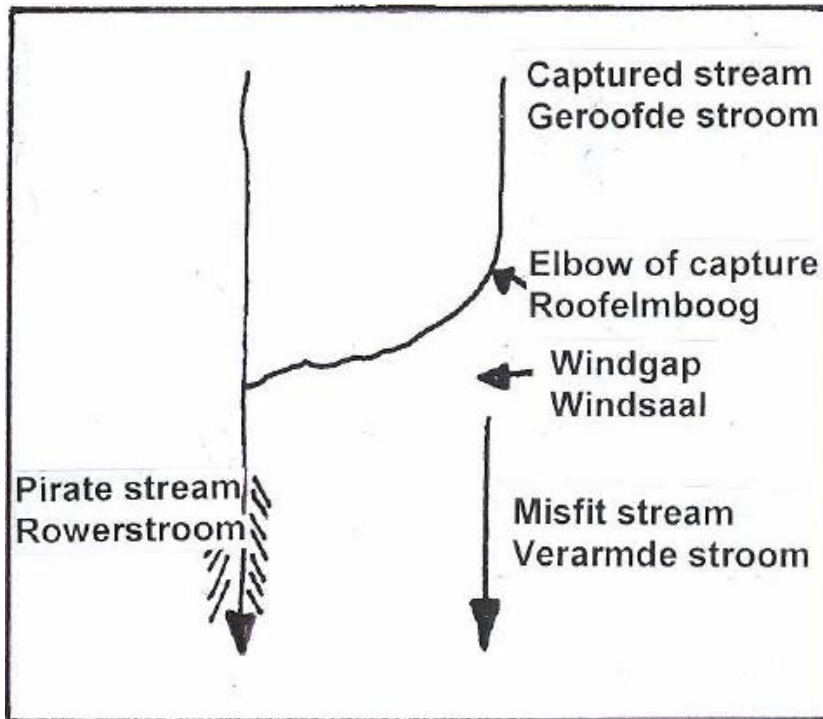 Captured stream
Geroofde stroom
Elbow of capture
Roofelmboog
Windgap
Windsaal
Pirate stream
Rowerstroom
Misfit stream
Verarmde stroom